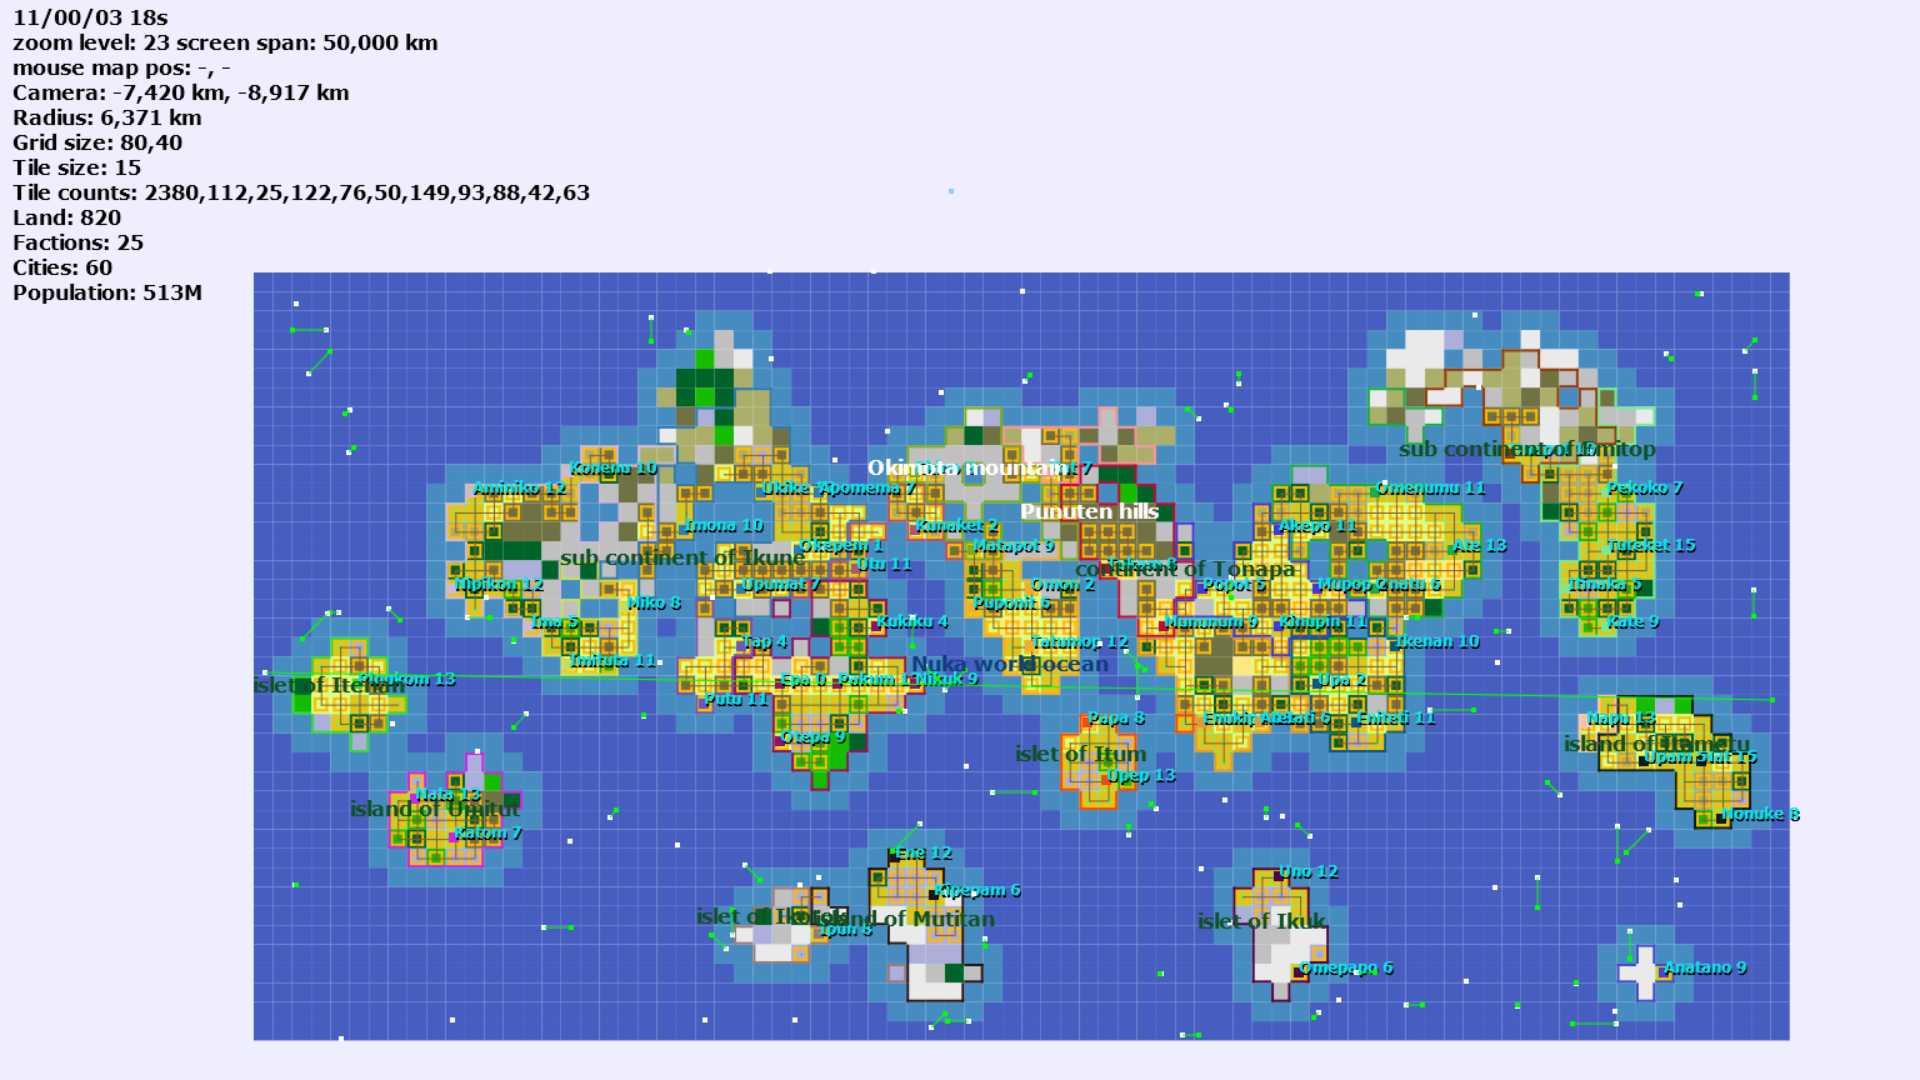 11/00/03 18s
zoom level: 23 screen span: 50,000 km
mouse map pos: -, -
Camera: -7,420 km, -8,917 km
Radius: 6,371 km
Grid size: 80,40
Tile size: 15
Tile counts: 2380,112,25,122,76,50,149,93,88,42,63
Land: 820
Factions: 25
Cities: 60
Population: 513M
sub continent of Umitop
Konenu 10
Okimota mountain
7
Aminiko 12
Ukike
Apomena 7
Omenumu 11
Pekoko 7
Punuten hills
Imona 10
Kunaket 2
Akepo 11
Okepem 1
Matapot 9
Ate 13
Tuteket 15
sub continent of Ikune
Utu 11
continent of Tonapa
Nipikon 12
Upumat 7
Omon 2
Popot 5
Mupop
Onatu 6
Itinaka 5
Miko 8
Puponit 6
Ima 5
Kukiku 4
Mununum 9
Kinupin 11
Kate 9
Tap 4
Tatumop 12
Ikenan 10
Imituta 11
Nuka world ocean
islet of Itenan
13
Epa 0
Pakum 1
Nikuk 9
Upa 2
Putu 11
Papa 8
6
Eniteti 11
Napu 13
Otepa 9
islet of Itum
island of Itametu
Upam 5
15
Upep 13
Nata 13
island of Umitut
Nonuke 8
Katom 7
Ene 12
Uno 12
Kipepam 6
islet of
island of Mutitan
islet of Ikuk
Ipun 8
Omepapo 6
Anatano 9